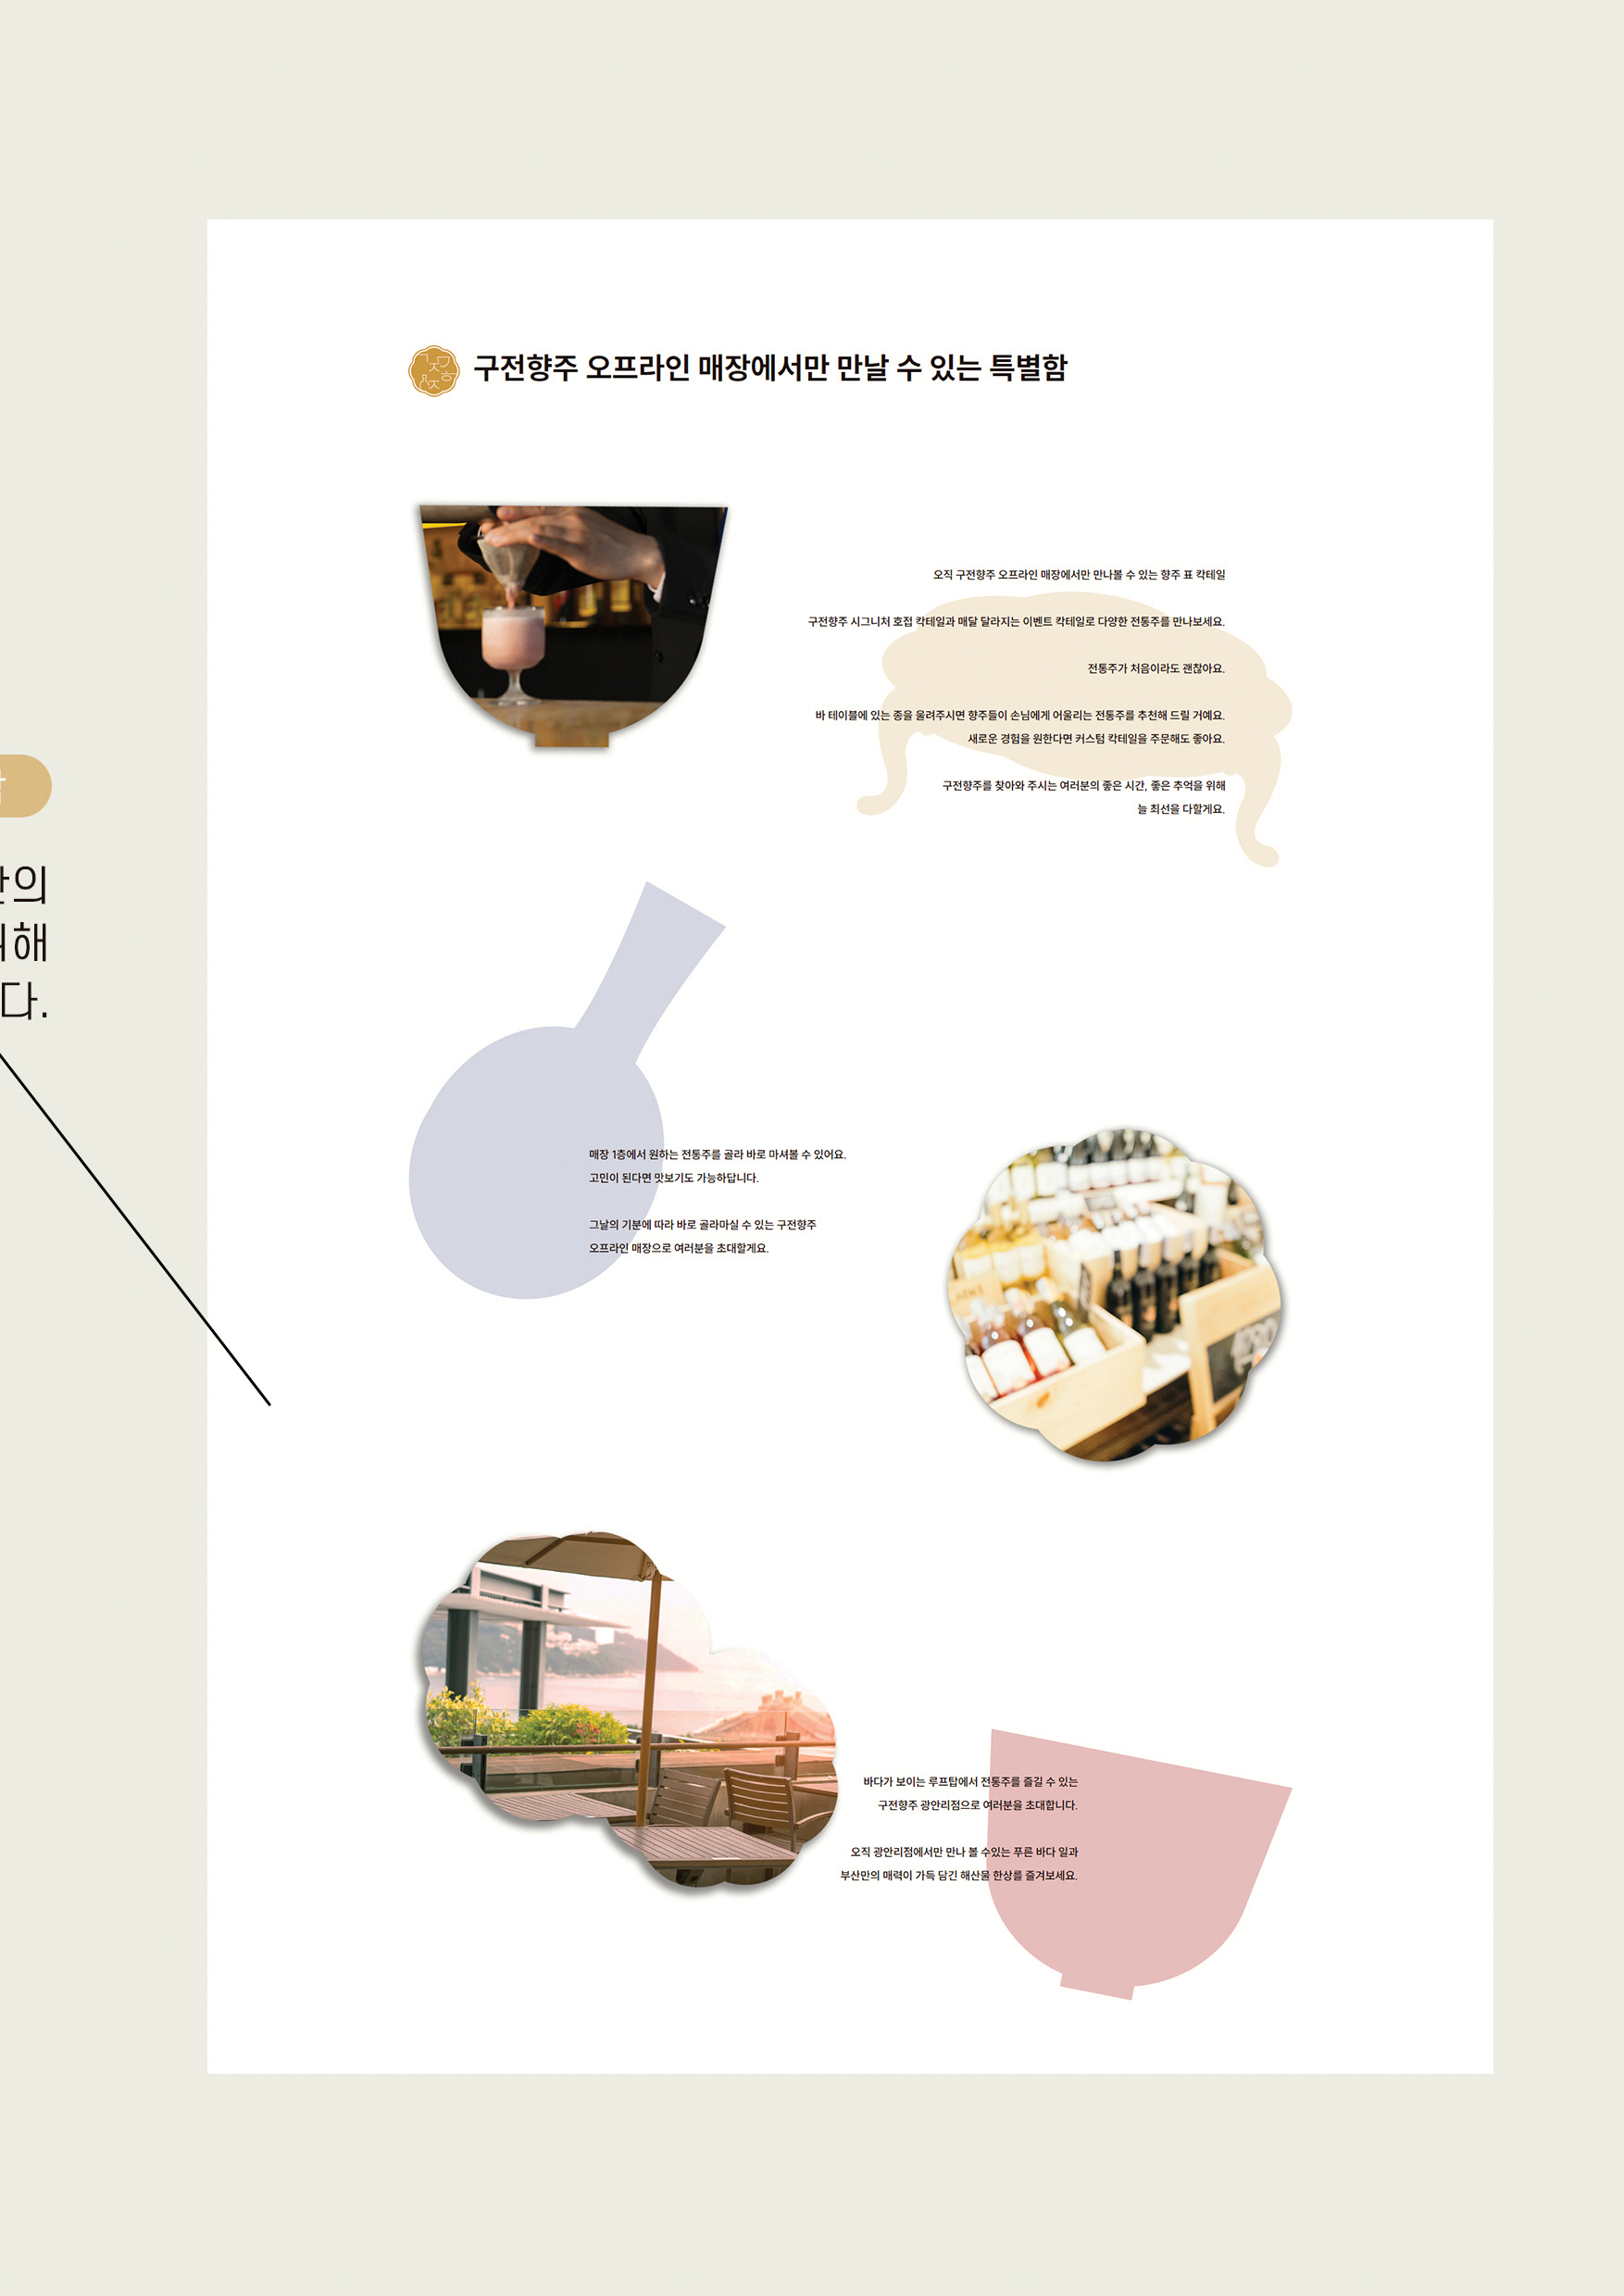 구전향주 오프라인 매장에서만 만날 수 있는 특별함
오직 구전향주 오프라인 매장에서만 만나볼 수 있는 향주 표 칵테일
구전향주 시그니처 호접 칵테일과 매달 달라지는 이벤트 칵테일로 다양한 전통주를 만나보세요.
전통주가 처음이라도 괜찮아요.
바 테이블에 있는 종을 울려주시면 향주들이 손님에게 어울리는 전통주를 추천해 드릴 거예요.
새로운 경험을 원한다면 커스텀 칵테일을 주문해도 좋아요.
구전향주를 찾아와 주시는 여러분의 좋은 시간, 좋은 추억을 위해
늘 최선을 다할게요.
의
해
다.
매장 1층에서 원하는 전통주를 골라 바로 마셔볼 수 있어요.
고민이 된다면 맛보기도 가능하답니다.
그날의 기분에 따라 바로 골라마실 수 있는 구전향주
오프라인 매장으로 여러분을 초대할게요.
바다가 보이는 루프탑에서 전통주를 즐길 수 있는
구전향주 광안리점으로 여러분을 초대합니다.
오직 광안리점에서만 만나 볼 수있는 푸른 바다 일과
부산만의 매력이 가득 담긴 해산물 한상를 즐겨보세요.